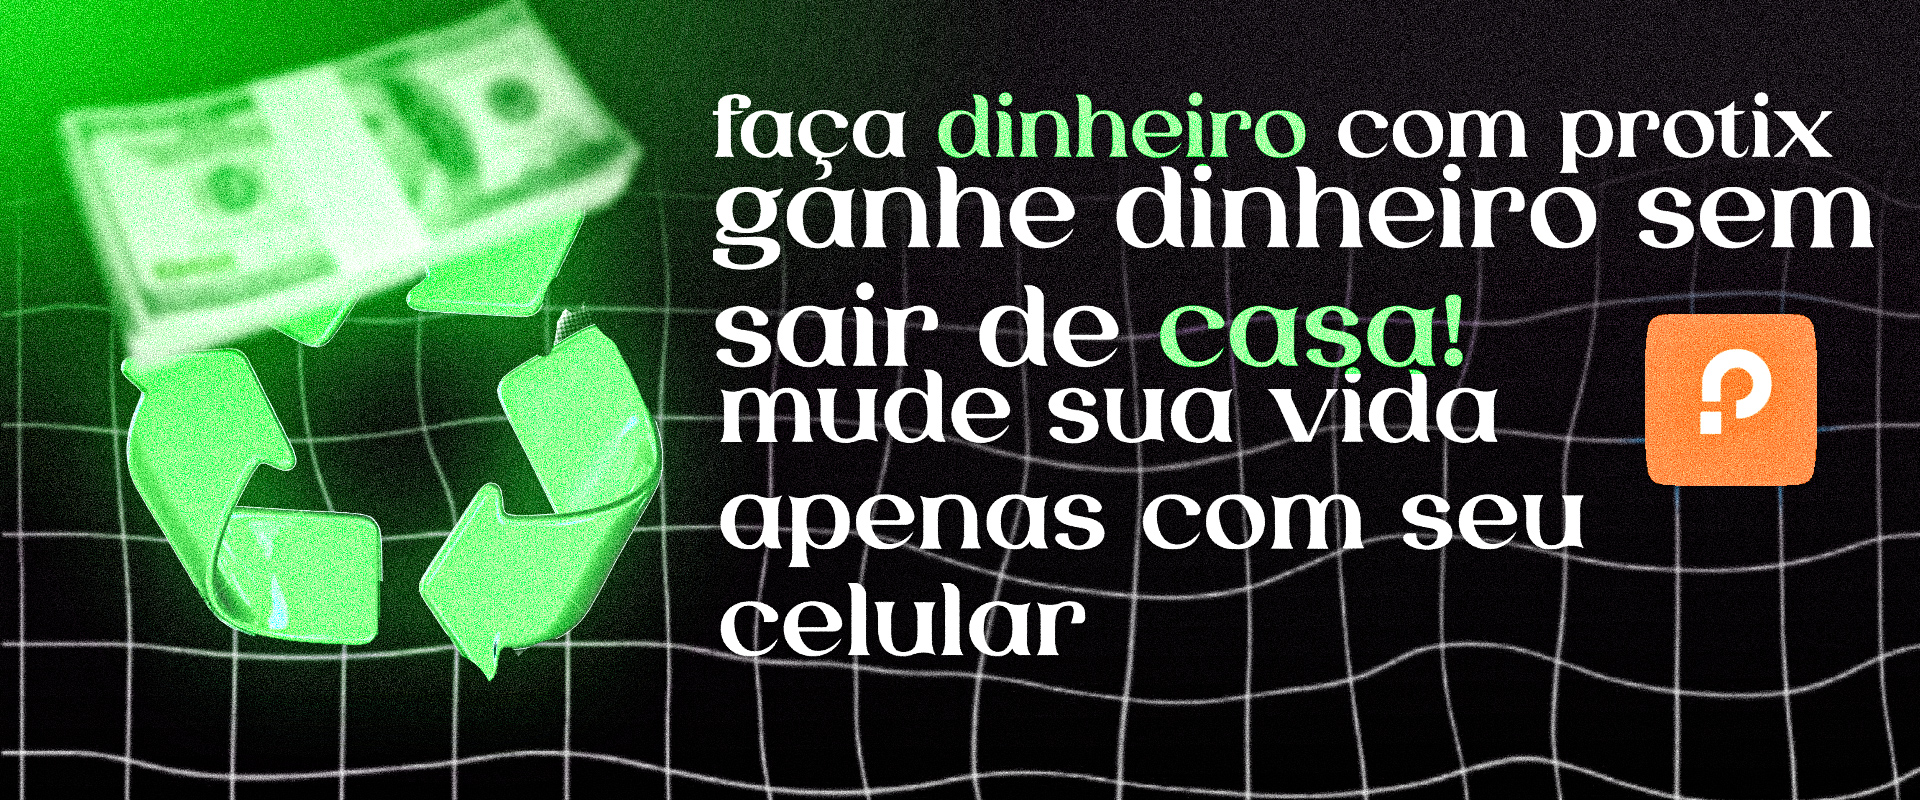 faça dinheiro com protix
ganhe dinheiro sem
sair de casa!
mude sua vida
apenas com seu
celular